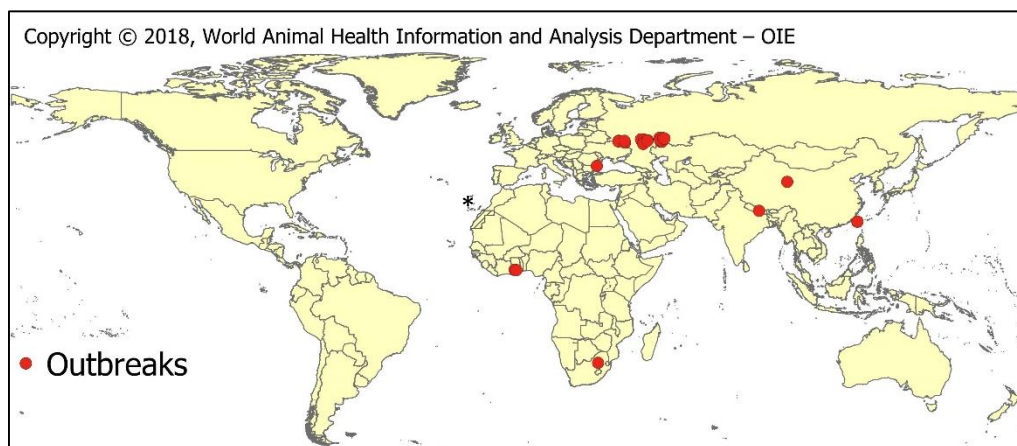 Copyright © 2018, World Animal Health Information and Analysis Department – OIE
*
Outbreaks